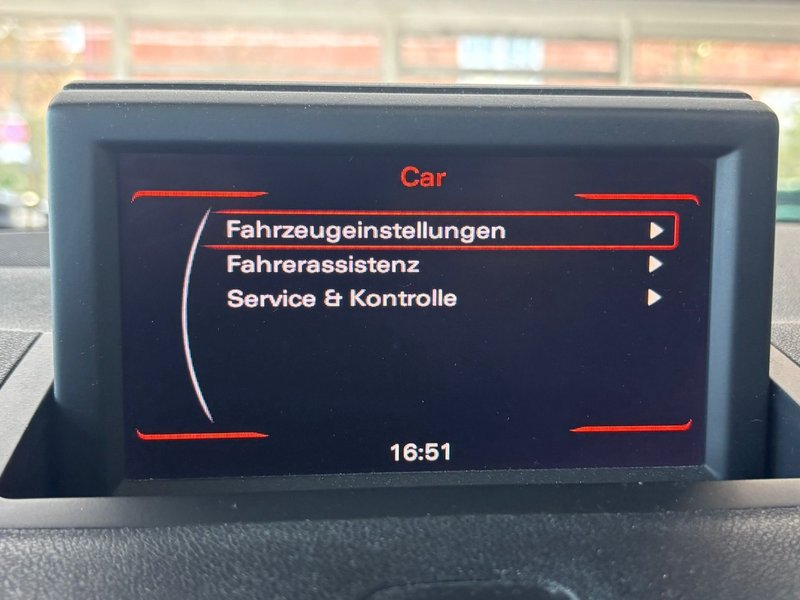 Car
Fahrzeugeinstellungen
Fahrerassistenz
Service & Kontrolle
16:51